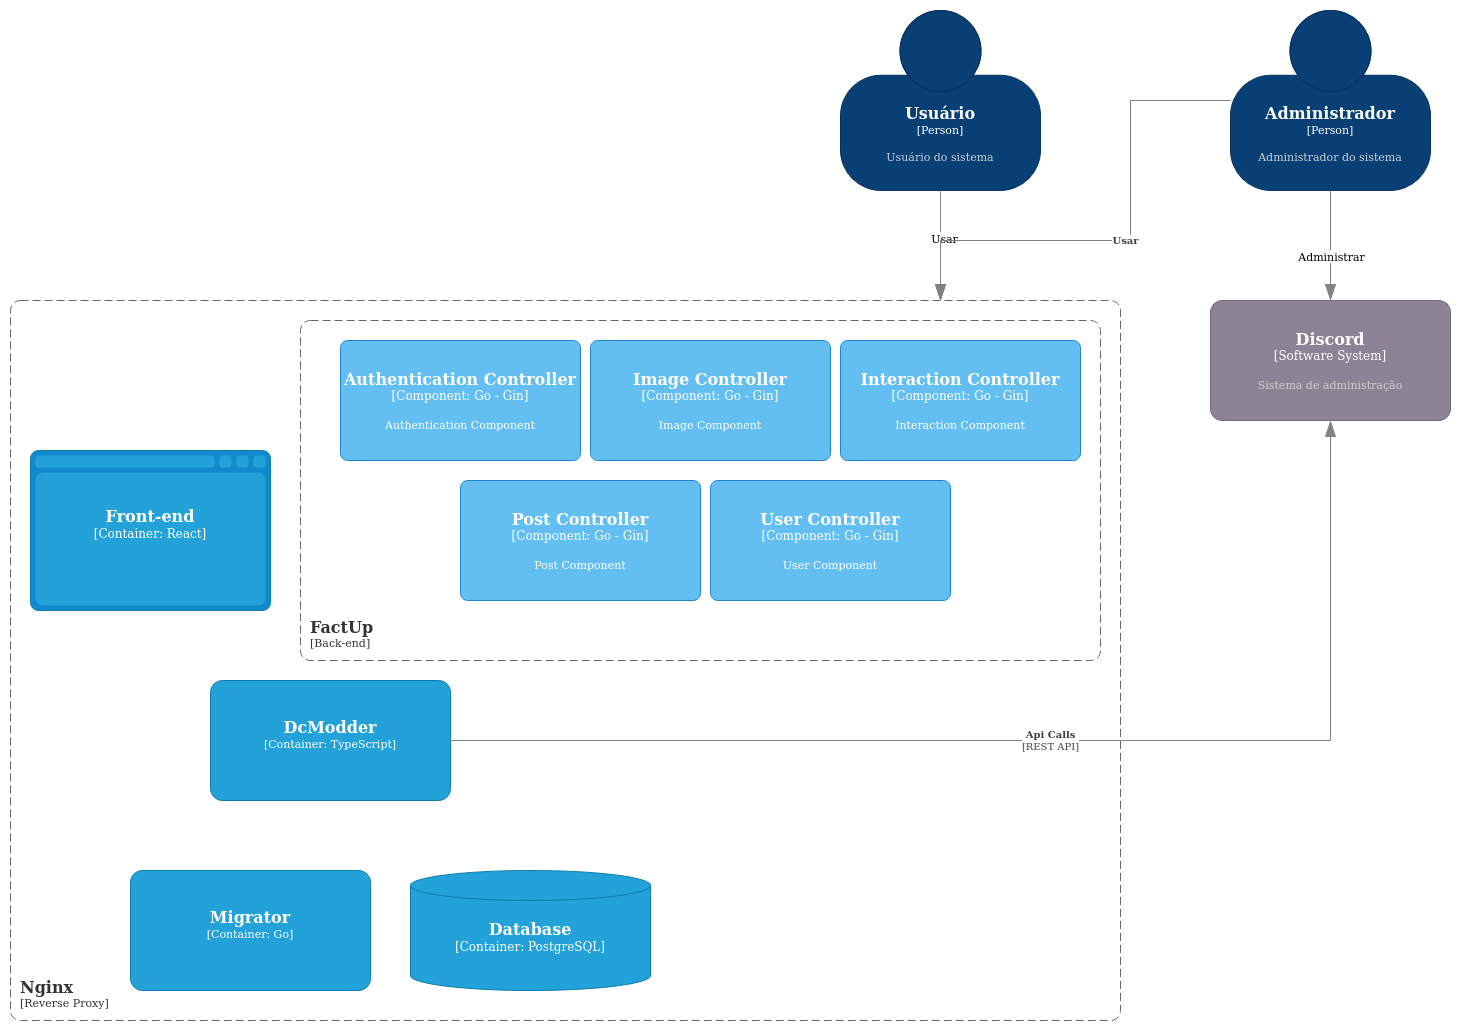 Usuário
[Person]
Usuário do sistema
Administrador
[Person]
Administrador do sistema
Usar
Usar
Administrar
Discord
[Software System]
Sistema de administração
Authentication Controller
[Component: Go - Gin]
Authentication Component
Image Controller
[Component: Go - Gin]
Image Component
Interaction Controller
[Component: Go - Gin]
Interaction Component
Post Controller
[Component: Go - Gin]
Post Component
User Controller
[Component: Go - Gin]
User Component
FactUp
[Back-end]
Front-end
[Container: React]
DcModder
[Container: TypeScript]
Api Calls
[REST API]
Migrator
[Container: Go]
Database
[Container: PostgreSQL]
Nginx
[Reverse Proxy]